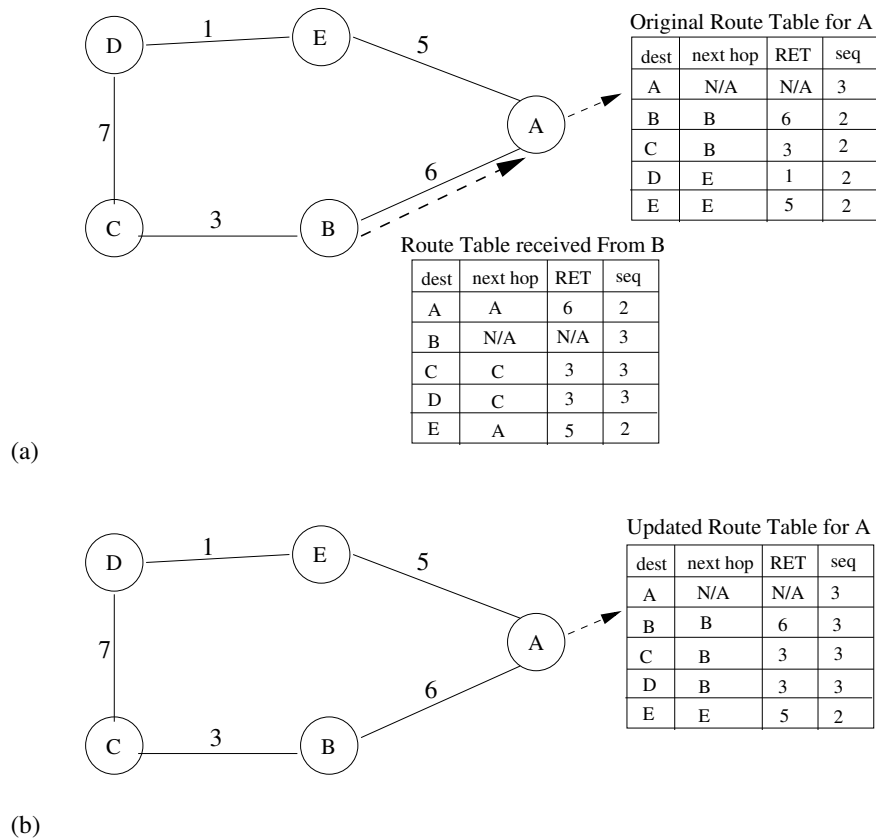 D
1
E
5
7
A
6
C
3
B
Original Route Table for A
dest next hop RET seq
A N/A N/A 3
B B 6 2
C B 3 2
D E 1 2
E E 5 2
Route Table received From B
dest next hop RET seq
A A 6 2
B N/A N/A 3
C C 3 3
D C 3 3
E A 5 2
(a)
D
1
E
5
7
A
6
C
3
B
Updated Route Table for A
dest next hop RET seq
A N/A N/A 3
B B 6 3
C B 3 3
D B 3 3
E E 5 2
(b)